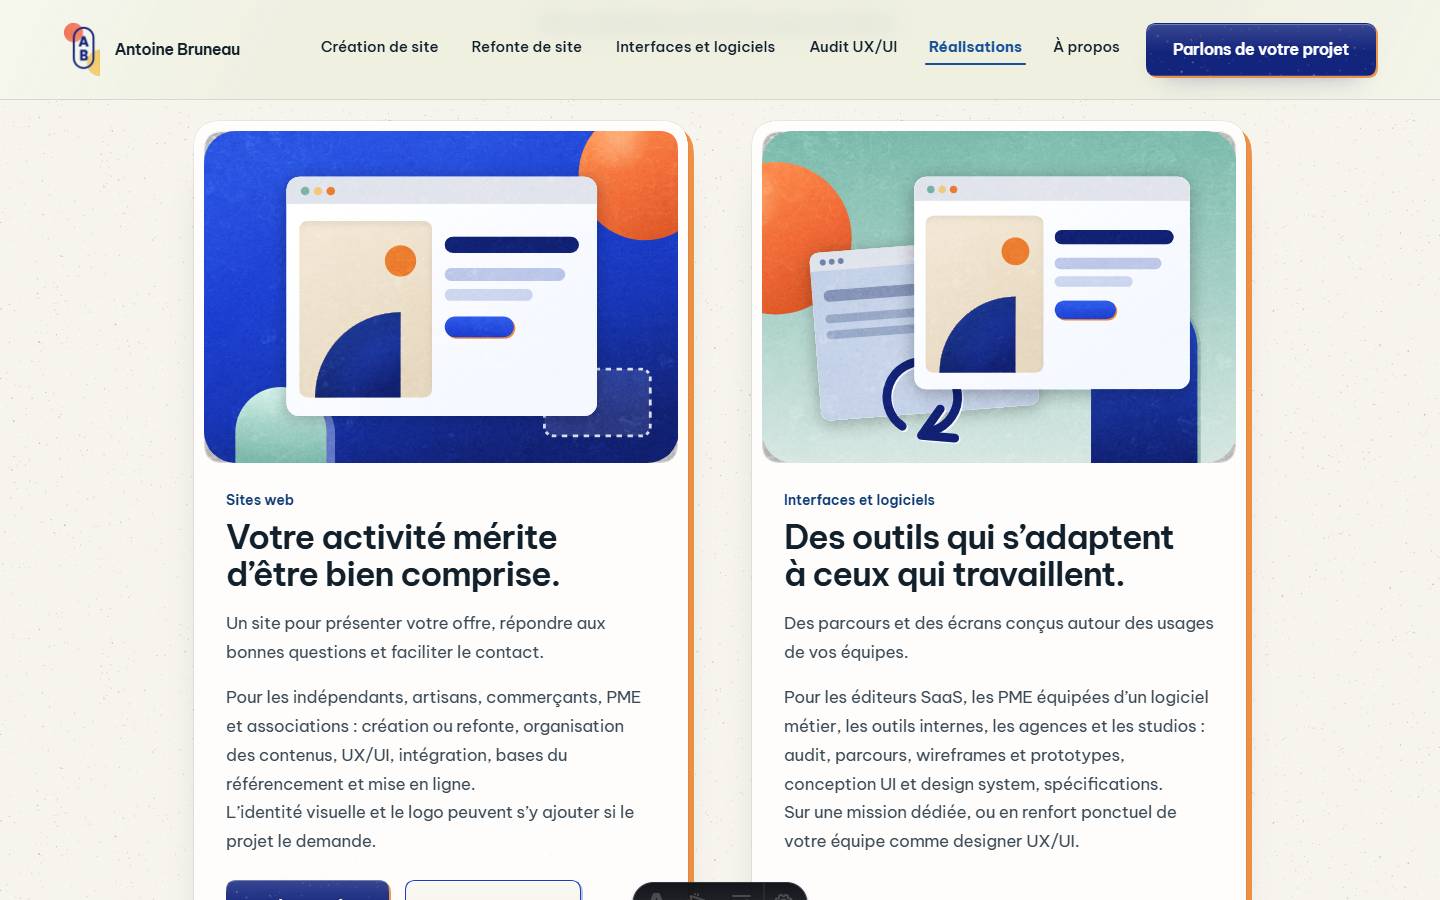 A
B
Antoine Bruneau
Création de site
Refonte de site
Interfaces et logiciels
Audit UX/UI
Réalisations
À propos
Parlons de votre projet
Sites web
Votre activité mérite
d’être bien comprise.
Un site pour présenter votre offre, répondre aux
bonnes questions et faciliter le contact.
Pour les indépendants, artisans, commerçants, PME
et associations : création ou refonte, organisation
des contenus, UX/UI, intégration, bases du
référencement et mise en ligne.
L’identité visuelle et le logo peuvent s’y ajouter si le
projet le demande.
Interfaces et logiciels
Des outils qui s’adaptent
à ceux qui travaillent.
Des parcours et des écrans conçus autour des usages
de vos équipes.
Pour les éditeurs SaaS, les PME équipées d’un logiciel
métier, les outils internes, les agences et les studios :
audit, parcours, wireframes et prototypes,
conception UI et design system, spécifications.
Sur une mission dédiée, ou en renfort ponctuel de
votre équipe comme designer UX/UI.